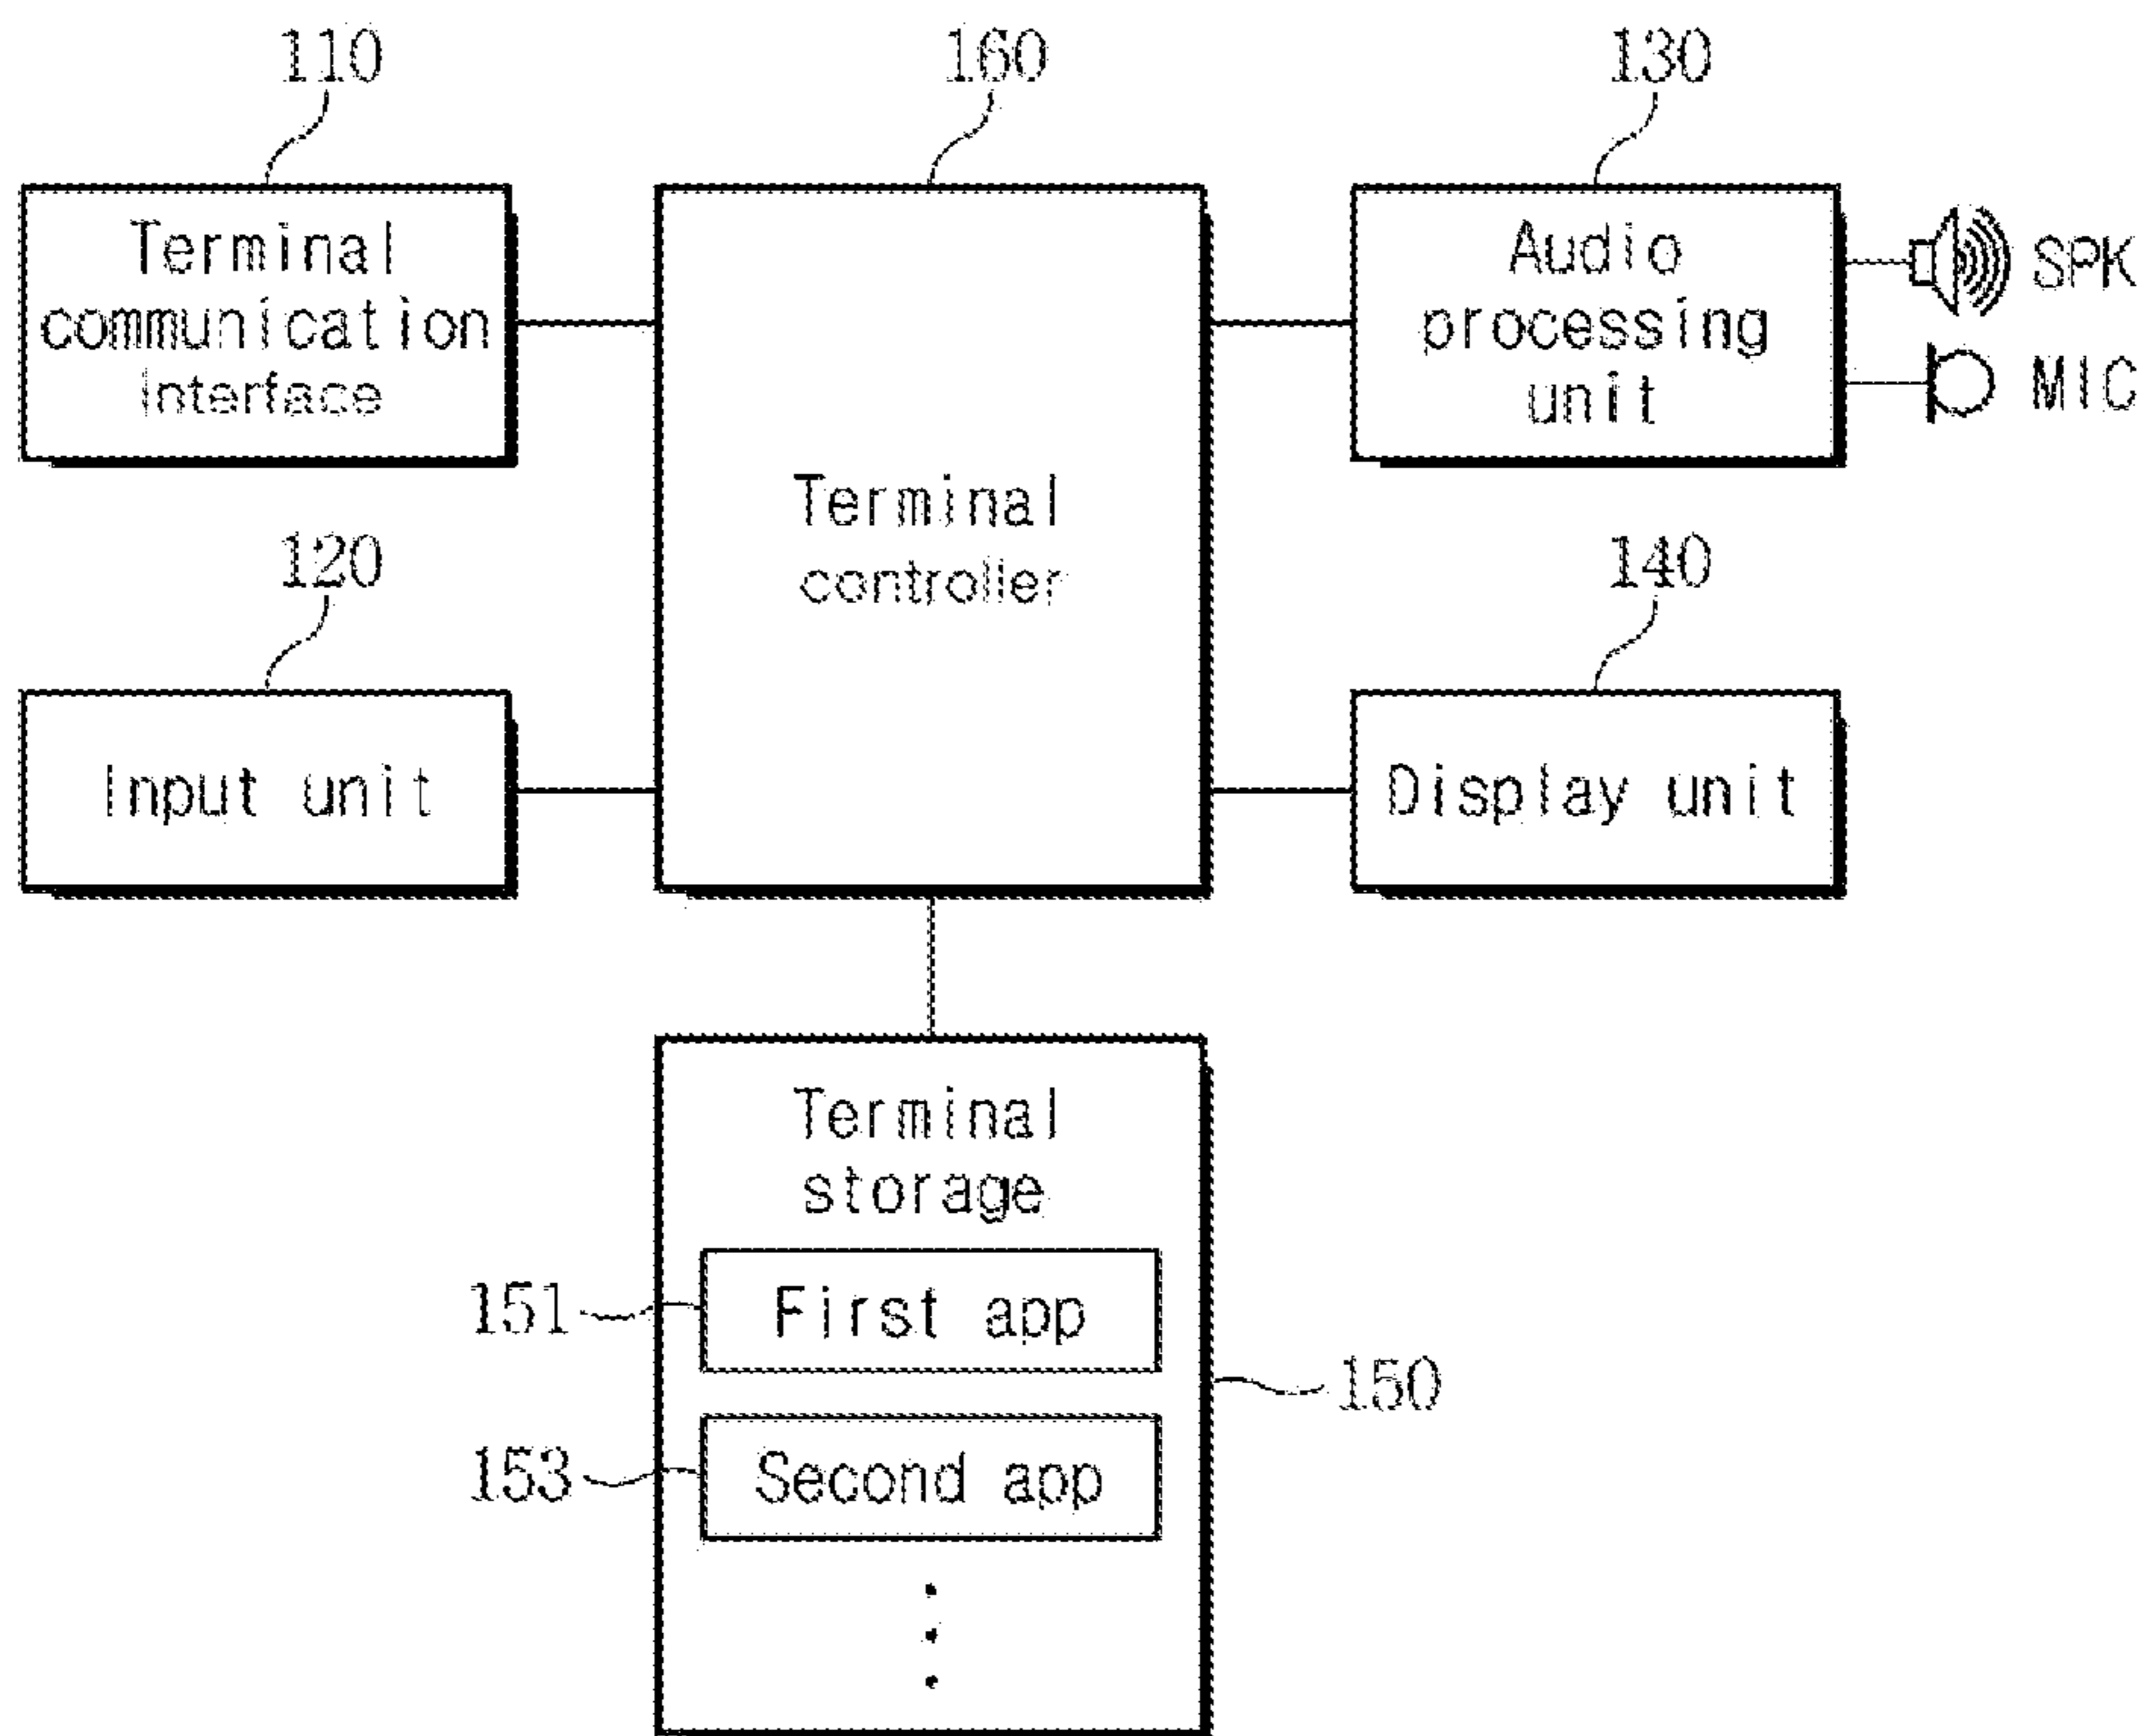 110
160
130
Terminal
communication
interface
Audio
processing
unit
SPK
MIC
Terminal
controller
120
140
Input unit
Display unit
Terminal
storage
151
First app
150
153
Second app